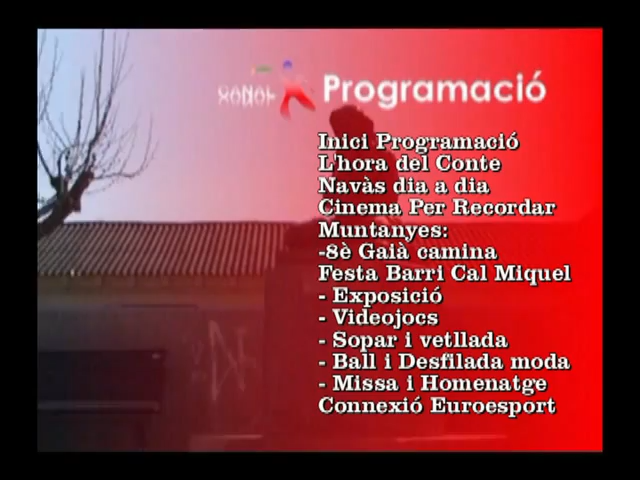 CANAL
Programació
Inici Programació
L'hora del Conte
Navàs dia a dia
Cinema Per Recordar
Muntanyes:
-8è Gaià camina
Festa Barri Cal Miquel
- Exposició
- Videojocs
- Sopar i vetllada
- Ball i Desfilada moda
- Missa i Homenatge
Connexió Euroesport